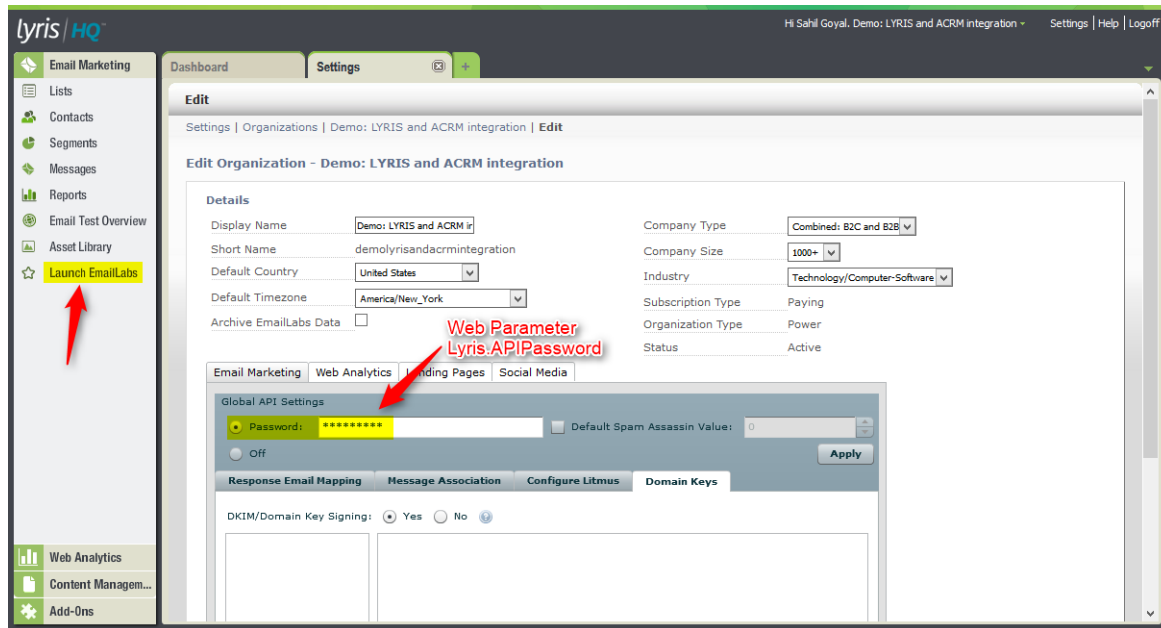 lyris HQ
Hi Sahil Goyal. Demo: LYRIS and ACRM integration
Settings | Help | Logoff
Email Marketing
Lists
Contacts
Segments
Messages
Reports
Email Test Overview
Asset Library
Launch EmailLabs
Web Analytics
Content Managem...
Add-Ons
Dashboard
Settings
+
Edit
Settings | Organizations | Demo: LYRIS and ACRM integration | Edit
Edit Organization - Demo: LYRIS and ACRM integration
Details
Display Name Demo: LYRIS and ACRM ir
Short Name demolyrisandacrmintegration
Default Country United States
Default Timezone America/New_York
Archive EmailLabs Data
Company Type Combined: B2C and B2B
Company Size 1000+
Industry Technology/Computer-Software
Subscription Type Paying
Organization Type Power
Status Active
Web Parameter
Lyris.APIPassword
Email Marketing Web Analytics Landing Pages Social Media
Global API Settings
Password: ********* Default Spam Assassin Value: 0
Off Apply
Response Email Mapping Message Association Configure Litmus Domain Keys
DKIM/Domain Key Signing: Yes No